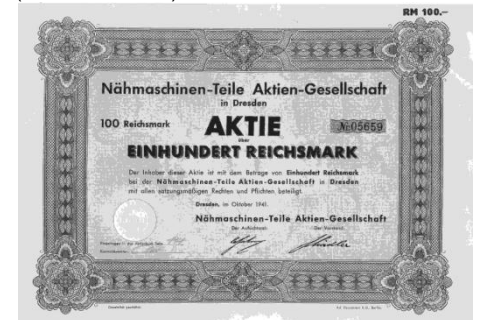 RM 100.–
Nähmaschinen-Teile Aktien-Gesellschaft
in Dresden
100 Reichsmark
AKTIE
№05659
über
EINHUNDERT REICHSMARK
Der Inhaber dieser Aktie ist mit dem Betrage von Einhundert Reichsmark
bei der Nähmaschinen-Teile Aktien-Gesellschaft in Dresden
mit allen satzungsmäßigen Rechten und Pflichten beteiligt.
Dresden, im Oktober 1941.
Nähmaschinen-Teile Aktien-Gesellschaft
Der Aufsichtsrat: Der Vorstand: